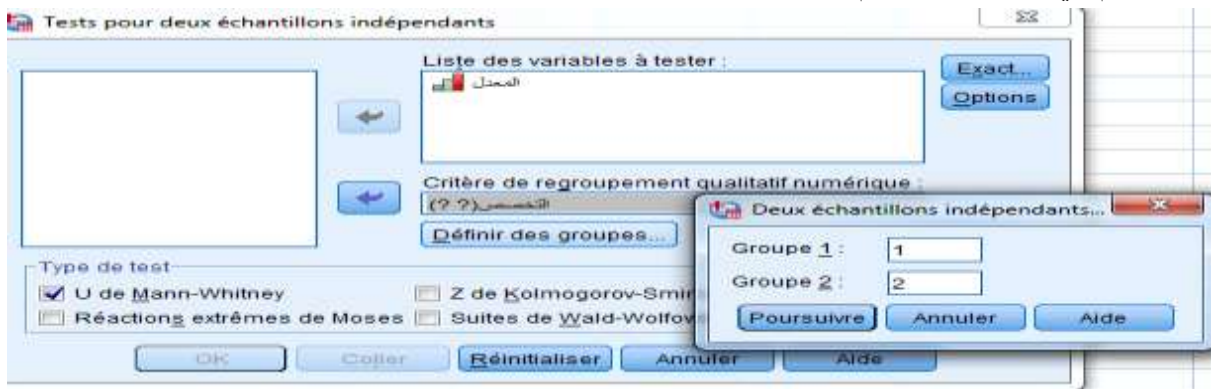 Tests pour deux échantillons indépendants
Liste des variables à tester :
المعدل
Exact...
Options
Critère de regroupement qualitatif numérique :
التخصص(? ?)
Définir des groupes...
Deux échantillons indépendants...
Groupe 1 :
1
Groupe 2 :
2
Poursuivre Annuler Aide
Type de test
U de Mann-Whitney Z de Kolmogorov-Smir
Réactions extrêmes de Moses Suites de Wald-Wolfow
OK Coller Réinitialiser Annuler Aide